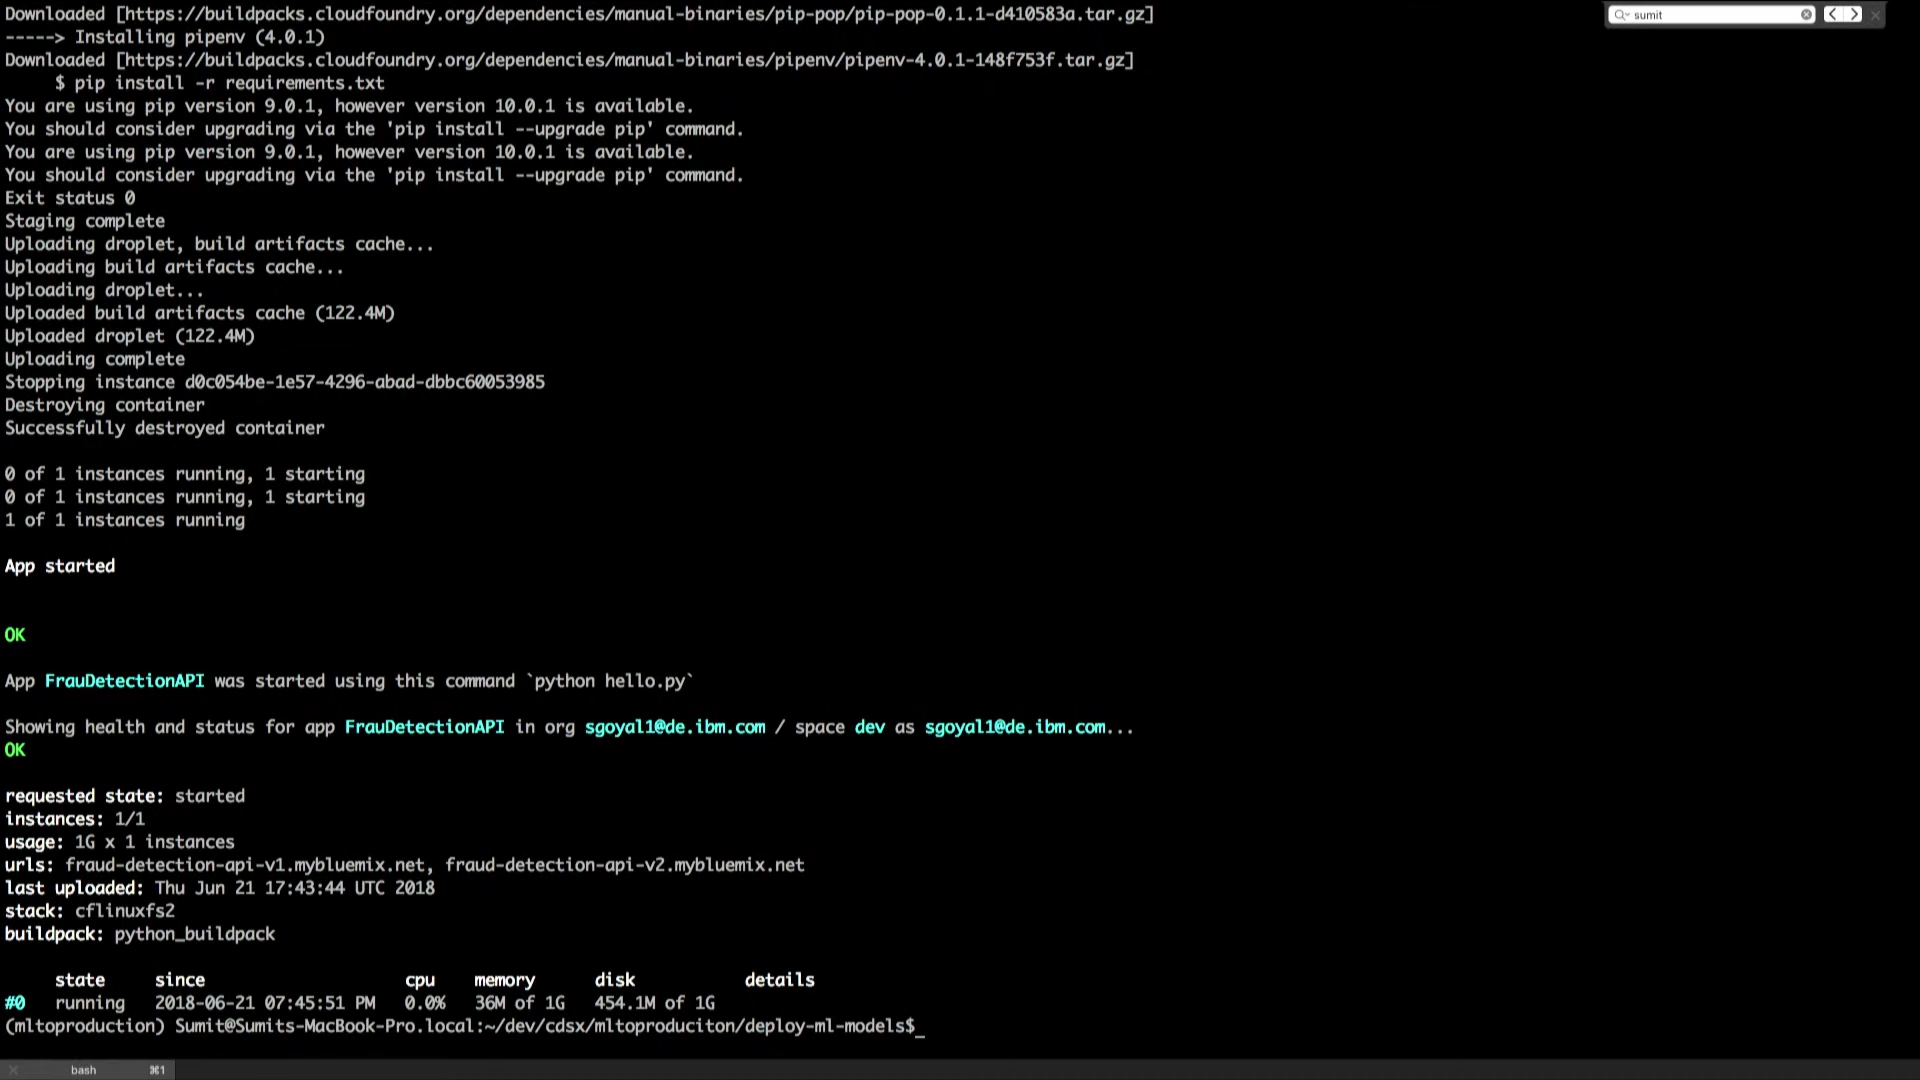 Downloaded [https://buildpacks.cloudfoundry.org/dependencies/manual-binaries/pip-pop/pip-pop-0.1.1-d410583a.tar.gz]
sumit
-----> Installing pipenv (4.0.1)
Downloaded [https://buildpacks.cloudfoundry.org/dependencies/manual-binaries/pipenv/pipenv-4.0.1-148f753f.tar.gz]
$ pip install -r requirements.txt
You are using pip version 9.0.1, however version 10.0.1 is available.
You should consider upgrading via the 'pip install --upgrade pip' command.
You are using pip version 9.0.1, however version 10.0.1 is available.
You should consider upgrading via the 'pip install --upgrade pip' command.
Exit status 0
Staging complete
Uploading droplet, build artifacts cache...
Uploading build artifacts cache...
Uploading droplet...
Uploaded build artifacts cache (122.4M)
Uploaded droplet (122.4M)
Uploading complete
Stopping instance d0c054be-1e57-4296-abad-dbbc60053985
Destroying container
Successfully destroyed container
0 of 1 instances running, 1 starting
0 of 1 instances running, 1 starting
1 of 1 instances running
App started
OK
App FrauDetectionAPI was started using this command `python hello.py`
Showing health and status for app FrauDetectionAPI in org sgoyal1@de.ibm.com / space dev as sgoyal1@de.ibm.com...
OK
requested state: started
instances: 1/1
usage: 1G x 1 instances
urls: fraud-detection-api-v1.mybluemix.net, fraud-detection-api-v2.mybluemix.net
last uploaded: Thu Jun 21 17:43:44 UTC 2018
stack: cflinuxfs2
buildpack: python_buildpack
state since cpu memory disk details
#0 running 2018-06-21 07:45:51 PM 0.0% 36M of 1G 454.1M of 1G
(mltoproduction) Sumit@Sumits-MacBook-Pro.local:~/dev/cdsx/mltoproduciton/deploy-ml-models$_
bash ⌘1